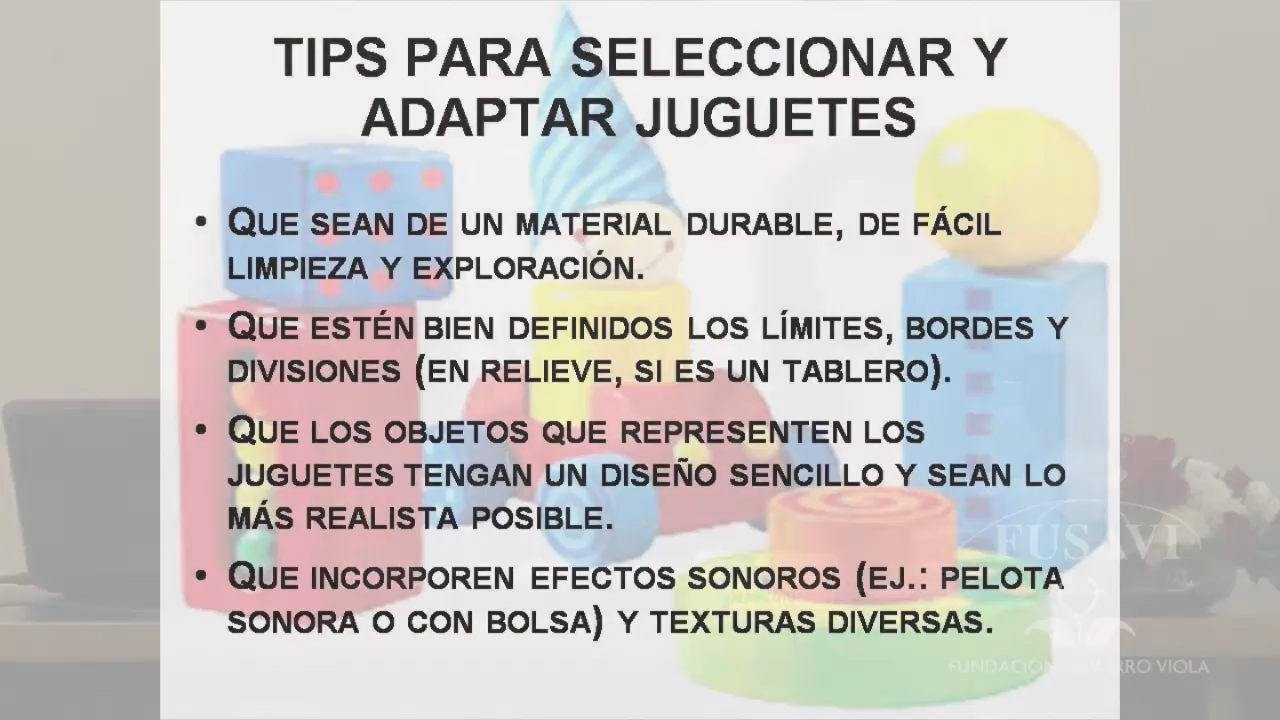 TIPS PARA SELECCIONAR Y
ADAPTAR JUGUETES
• QUE SEAN DE UN MATERIAL DURABLE, DE FÁCIL
LIMPIEZA Y EXPLORACIÓN.
• QUE ESTÉN BIEN DEFINIDOS LOS LÍMITES, BORDES Y
DIVISIONES (EN RELIEVE, SI ES UN TABLERO).
• QUE LOS OBJETOS QUE REPRESENTEN LOS
JUGUETES TENGAN UN DISEÑO SENCILLO Y SEAN LO
MÁS REALISTA POSIBLE.
• QUE INCORPOREN EFECTOS SONOROS (EJ.: PELOTA
SONORA O CON BOLSA) Y TEXTURAS DIVERSAS.
FUSAVI
FUNDACION VIOLA